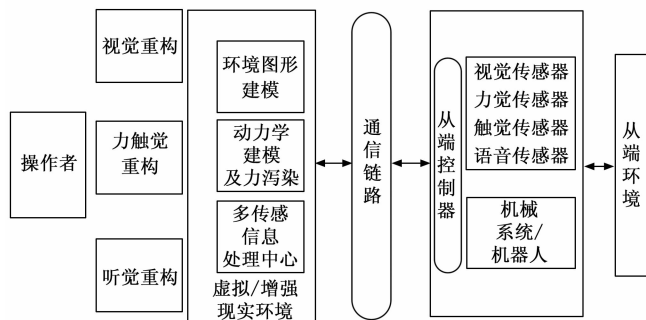 操作者
视觉重构
力触觉
重构
听觉重构
环境图形
建模
动力学
建模
及力泻染
多传感
信息
处理中心
虚拟/增强
现实环境
通信链路
从端控制器
视觉传感器
力觉传感器
触觉传感器
语音传感器
机械
系统/
机器人
从端环境